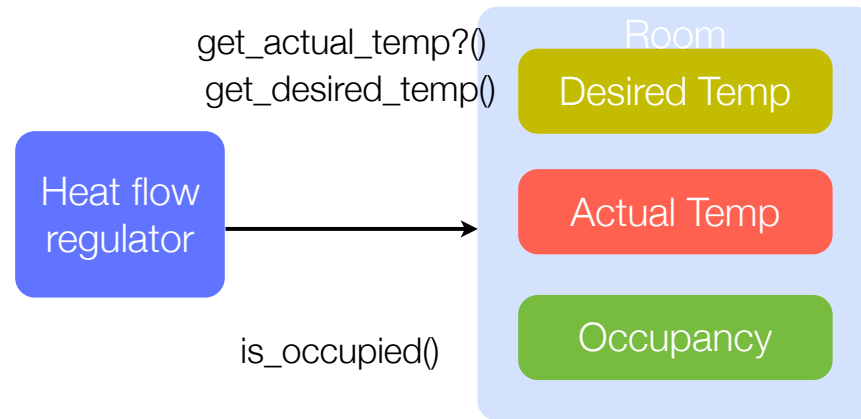 get_actual_temp?()
get_desired_temp()
Room
Desired Temp
Heat flow
regulator
Actual Temp
is_occupied()
Occupancy